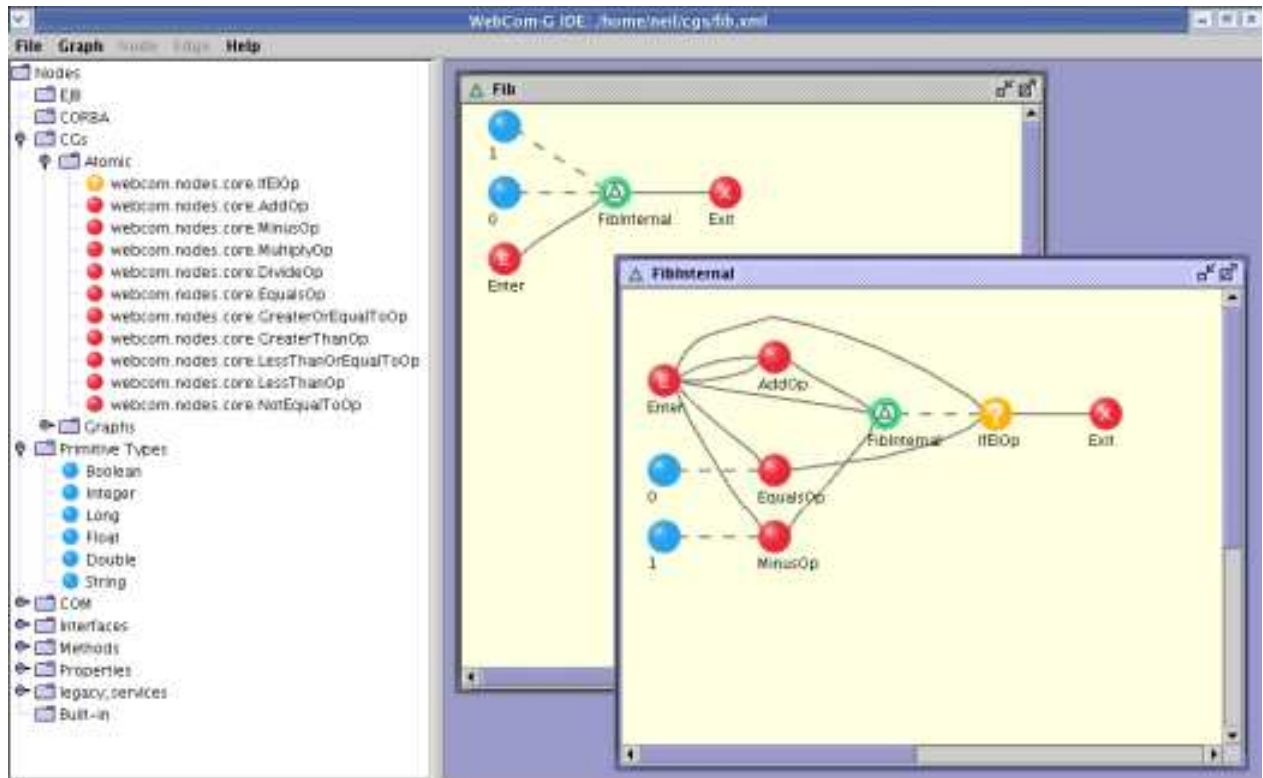 WebCom-G IDE: /home/neil/cgs/fib.xml
File Graph Node Edge Help
Nodes
EJB
CORBA
CGs
Atomic
webcom.nodes.core.IfElOp
webcom.nodes.core.AddOp
webcom.nodes.core.MinusOp
webcom.nodes.core.MultiplyOp
webcom.nodes.core.DivideOp
webcom.nodes.core.EqualsOp
webcom.nodes.core.GreaterOrEqualToOp
webcom.nodes.core.GreaterThanOp
webcom.nodes.core.LessThanOrEqualToOp
webcom.nodes.core.LessThanOp
webcom.nodes.core.NotEqualToOp
Graphs
Primitive Types
Boolean
Integer
Long
Float
Double
String
COM
Interfaces
Methods
Properties
legacy_services
Built-in
Fib
1
0
FibInternal
Exit
E
Enter
FibInternal
E
Enter
AddOp
FibInternal
?
IfElOp
Exit
0
EqualsOp
1
MinusOp